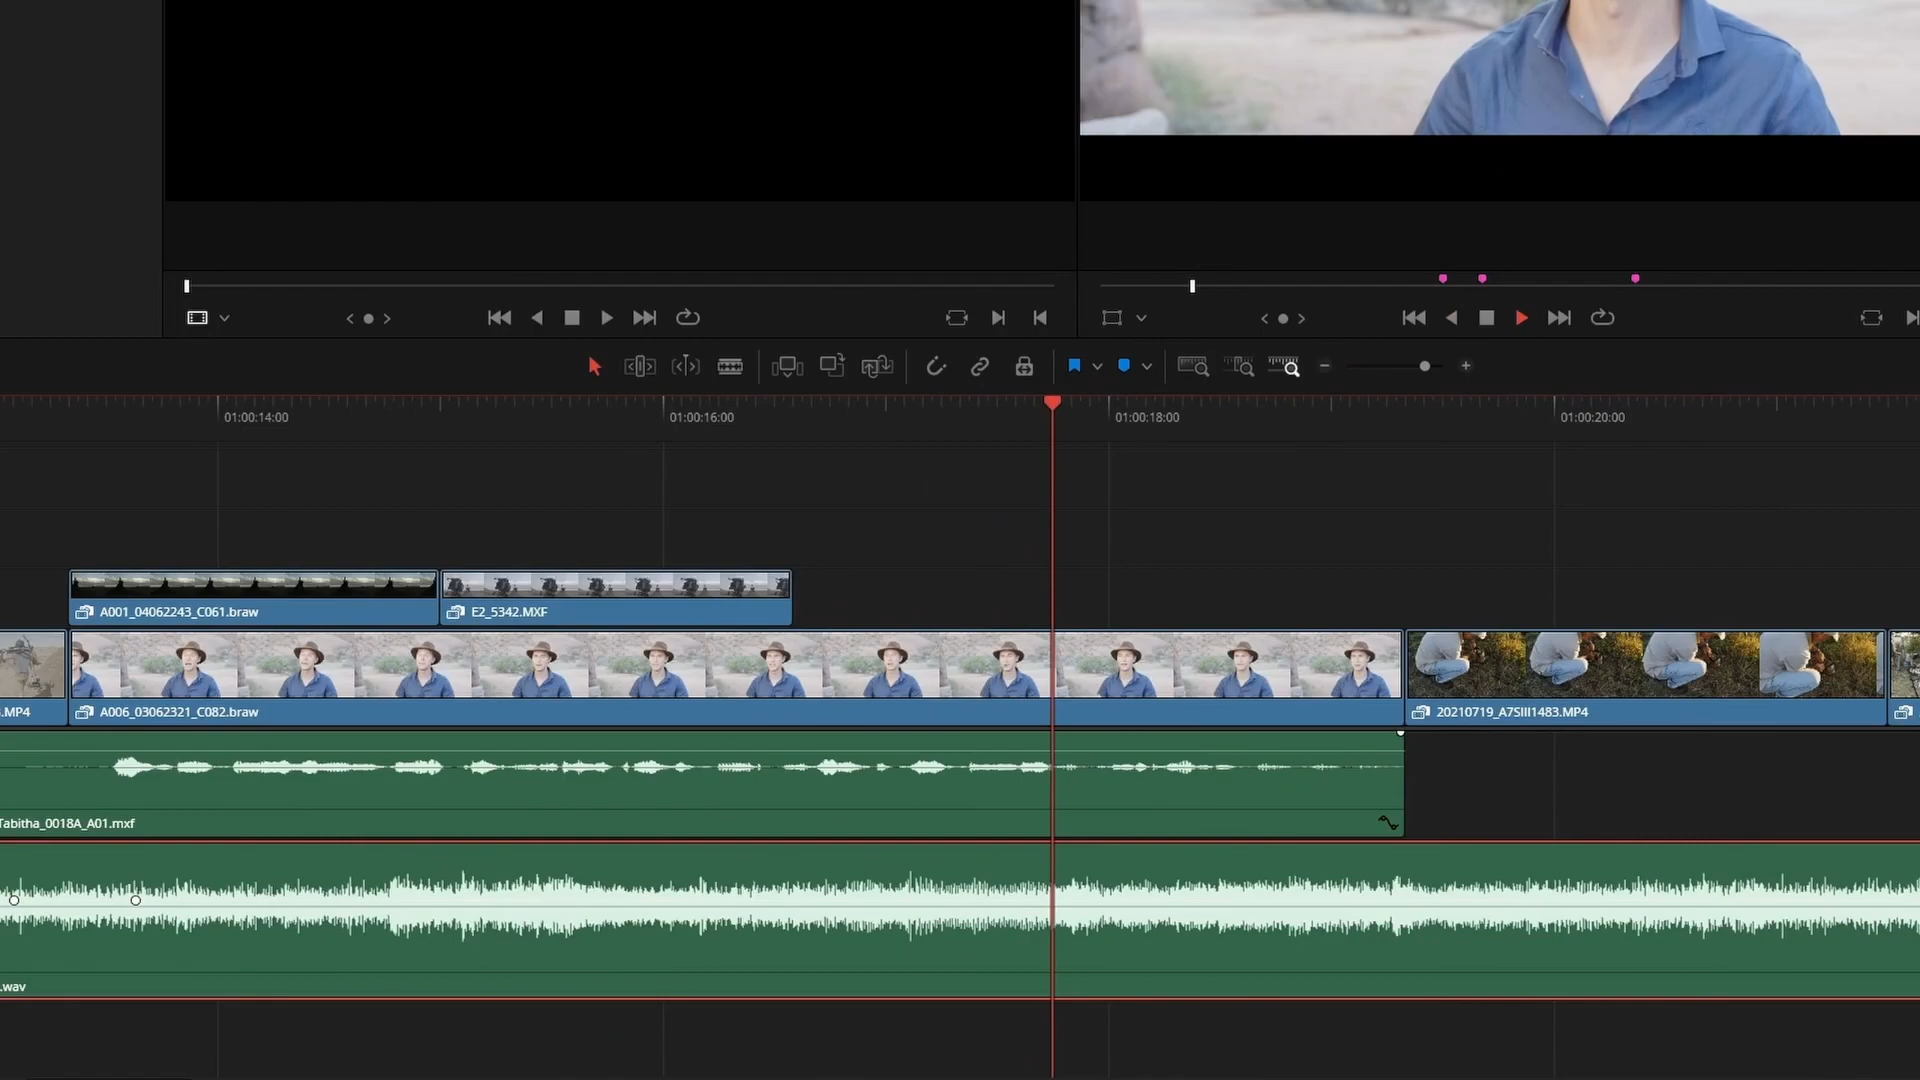 01:00:14:00
01:00:16:00
01:00:18:00
01:00:20:00
A001_04062243_C061.braw
E2_5342.MXF
.MP4
A006_03062321_C082.braw
20210719_A7SIII1483.MP4
Tabitha_0018A_A01.mxf
.wav